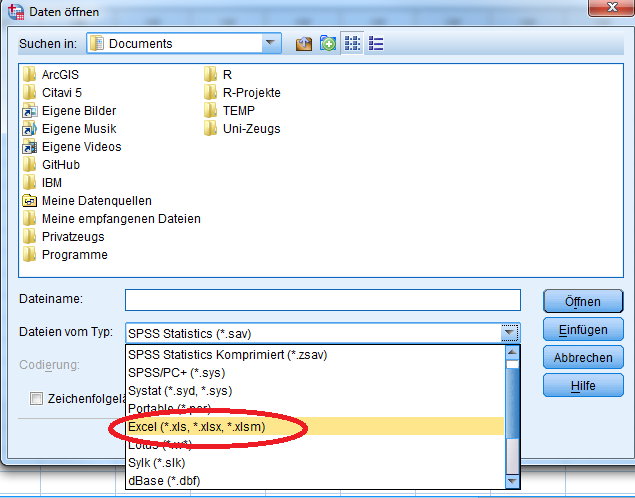 Daten öffnen
Suchen in: Documents
ArcGIS
Citavi 5
Eigene Bilder
Eigene Musik
Eigene Videos
GitHub
IBM
Meine Datenquellen
Meine empfangenen Dateien
Privatzeugs
Programme
R
R-Projekte
TEMP
Uni-Zeugs
Dateiname:
Öffnen
Dateien vom Typ: SPSS Statistics (*.sav)
Einfügen
SPSS Statistics Komprimiert (*.zsav)
Codierung:
Abbrechen
SPSS/PC+ (*.sys)
Systat (*.syd, *.sys)
Hilfe
Zeichenfolgelä
Portable (*.por)
Excel (*.xls, *.xlsx, *.xlsm)
Lotus (*.w*)
Sylk (*.slk)
dBase (*.dbf)